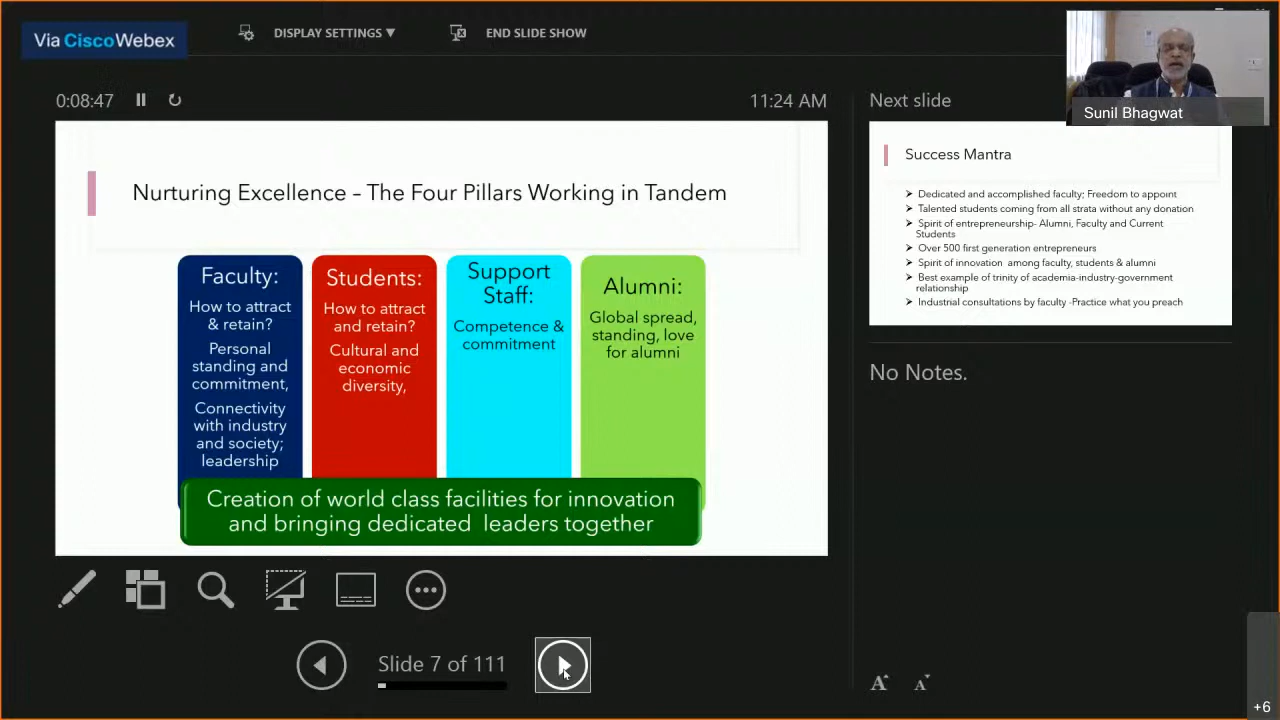 Via CiscoWebex
DISPLAY SETTINGS ▼
END SLIDE SHOW
0:08:47
11:24 AM
Nurturing Excellence – The Four Pillars Working in Tandem
Faculty:
How to attract
& retain?
Personal
standing and
commitment,
Connectivity
with industry
and society;
leadership
Students:
How to attract
and retain?
Cultural and
economic
diversity,
Support
Staff:
Competence &
commitment
Alumni:
Global spread,
standing, love
for alumni
Creation of world class facilities for innovation
and bringing dedicated leaders together
Slide 7 of 111
Next slide
Sunil Bhagwat
Success Mantra
➢ Dedicated and accomplished faculty; Freedom to appoint
➢ Talented students coming from all strata without any donation
➢ Spirit of entrepreneurship- Alumni, Faculty and Current
Students
➢ Over 500 first generation entrepreneurs
➢ Spirit of innovation among faculty, students & alumni
➢ Best example of trinity of academia-industry-government
relationship
➢ Industrial consultations by faculty -Practice what you preach
No Notes.
A A
+6